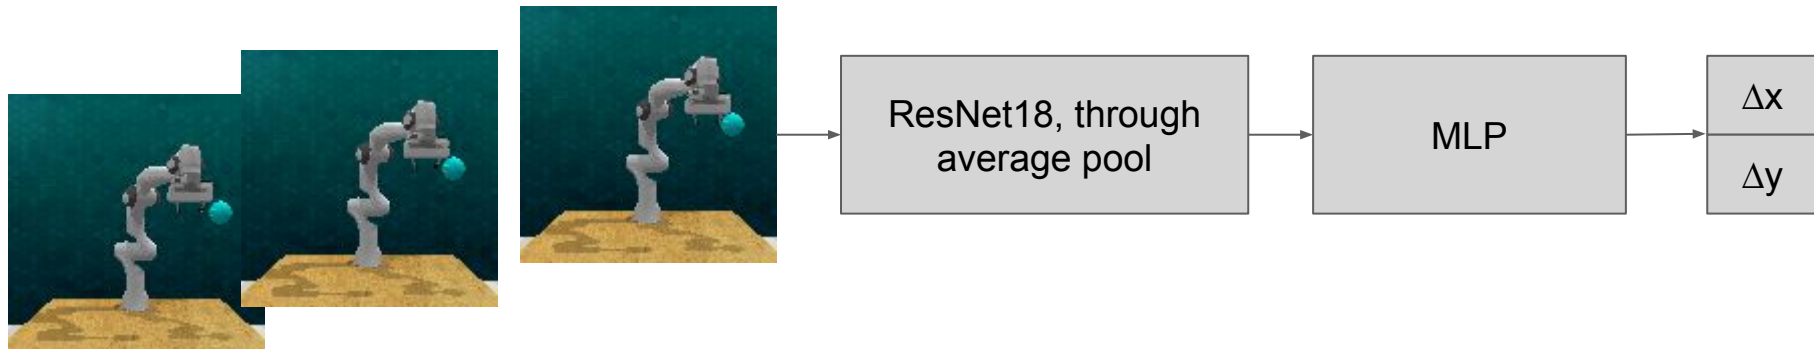 ResNet18, through
average pool
MLP
Δx
Δy